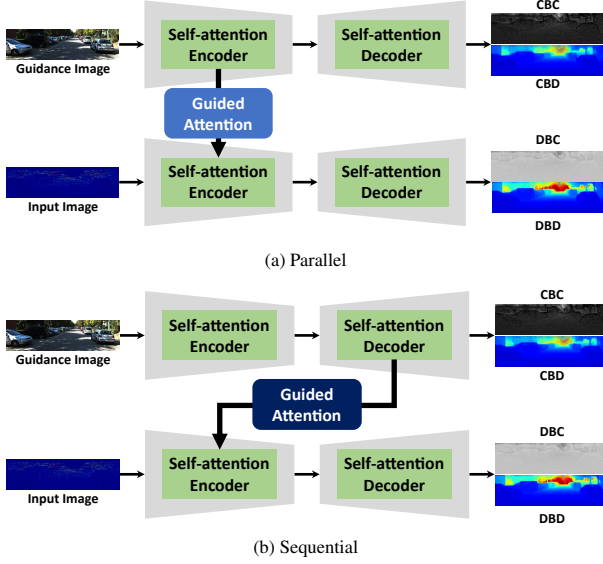 CBC
Self-attention
Encoder
Self-attention
Decoder
Guidance Image
CBD
Guided
Attention
DBC
Self-attention
Encoder
Self-attention
Decoder
Input Image
DBD
(a) Parallel
CBC
Self-attention
Encoder
Self-attention
Decoder
Guidance Image
CBD
Guided
Attention
DBC
Self-attention
Encoder
Self-attention
Decoder
Input Image
DBD
(b) Sequential